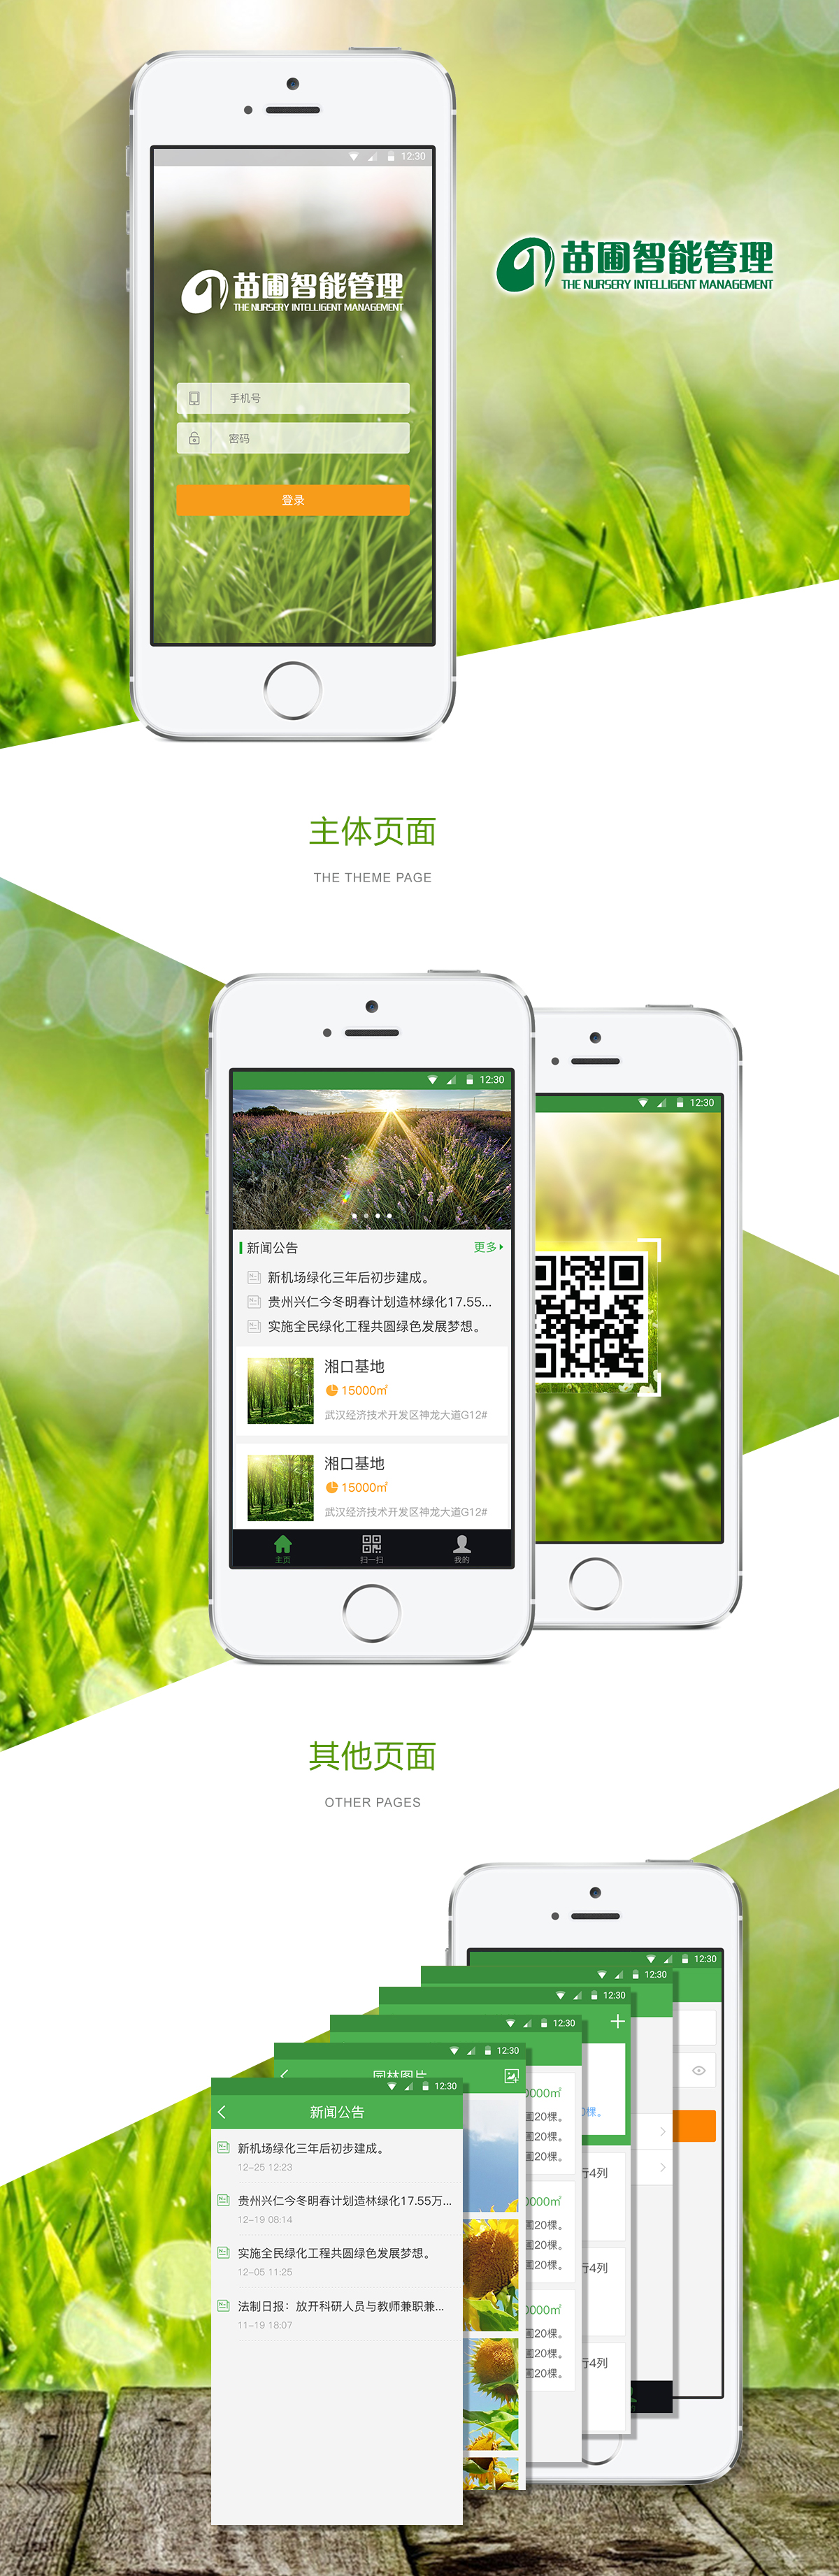 12:30
苗圃智能管理
THE NURSERY INTELLIGENT MANAGEMENT
苗圃智能管理
THE NURSERY INTELLIGENT MANAGEMENT
手机号
密码
登录
主体页面
THE THEME PAGE
12:30
12:30
新闻公告
更多
新机场绿化三年后初步建成。
贵州兴仁今冬明春计划造林绿化17.55...
实施全民绿化工程共圆绿色发展梦想。
湘口基地
15000㎡
武汉经济技术开发区神龙大道G12#
湘口基地
15000㎡
武汉经济技术开发区神龙大道G12#
主页
扫一扫
我的
其他页面
OTHER PAGES
12:30
12:30
12:30
12:30
12:30
园林图片
12:30
新闻公告
新机场绿化三年后初步建成。
12-25 12:23
贵州兴仁今冬明春计划造林绿化17.55万...
12-19 08:14
实施全民绿化工程共圆绿色发展梦想。
12-05 11:25
法制日报：放开科研人员与教师兼职兼...
11-19 18:07
0000㎡
20棵。
20棵。
20棵。
0000㎡
20棵。
20棵。
20棵。
0000㎡
20棵。
20棵。
20棵。
棵。
行4列
行4列
行4列